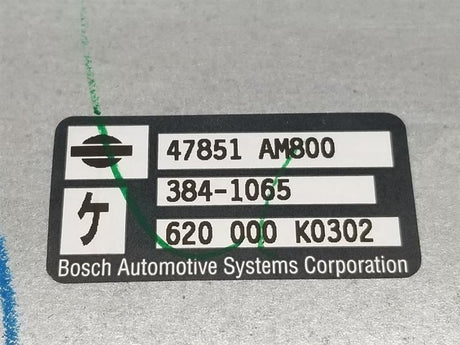 47851 AM800
384-1065
ケ
620 000 K0302
Bosch Automotive Systems Corporation